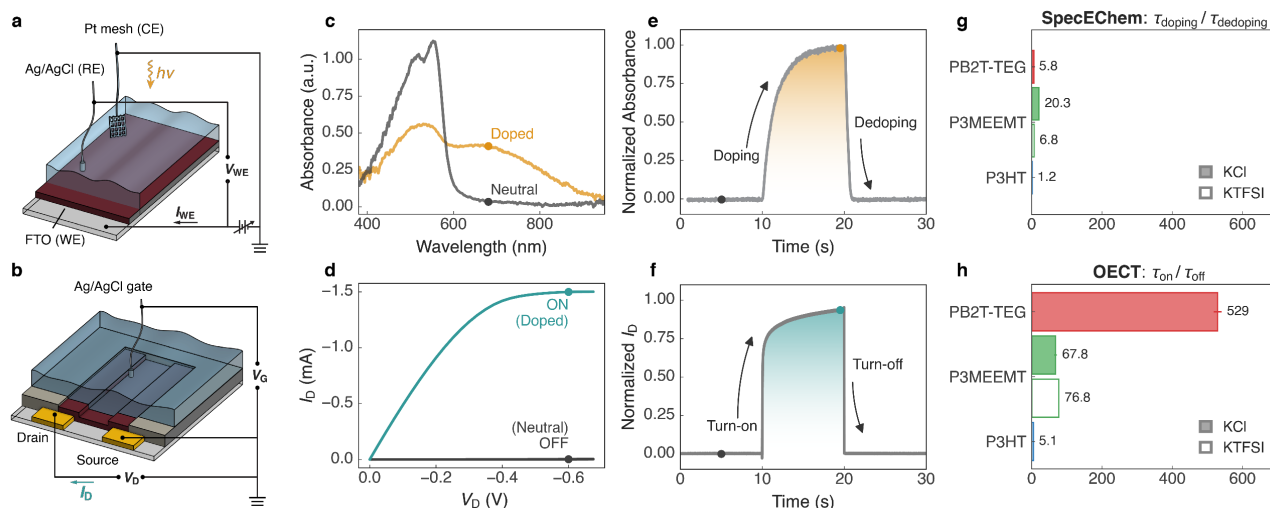 a
Pt mesh (CE)
Ag/AgCl (RE)
hν
V_WE
I_WE
FTO (WE)
b
Ag/AgCl gate
V_G
Drain
Source
V_D
I_D
c
Absorbance (a.u.)
1.00
0.75
0.50
0.25
0.00
Doped
Neutral
400 600 800
Wavelength (nm)
d
I_D (mA)
−1.5
−1.0
−0.5
0.0
ON
(Doped)
(Neutral)
OFF
0.0 −0.2 −0.4 −0.6
V_D (V)
e
Normalized Absorbance
1.00
0.75
0.50
0.25
0.00
Doping
Dedoping
0 10 20 30
Time (s)
f
Normalized I_D
1.00
0.75
0.50
0.25
0.00
Turn-on
Turn-off
0 10 20 30
Time (s)
g
SpecEChem: τ_doping / τ_dedoping
PB2T-TEG
5.8
P3MEEMT
20.3
6.8
P3HT
1.2
KCl
KTFSI
0 200 400 600
h
OECT: τ_on / τ_off
PB2T-TEG
529
P3MEEMT
67.8
76.8
P3HT
5.1
KCl
KTFSI
0 200 400 600